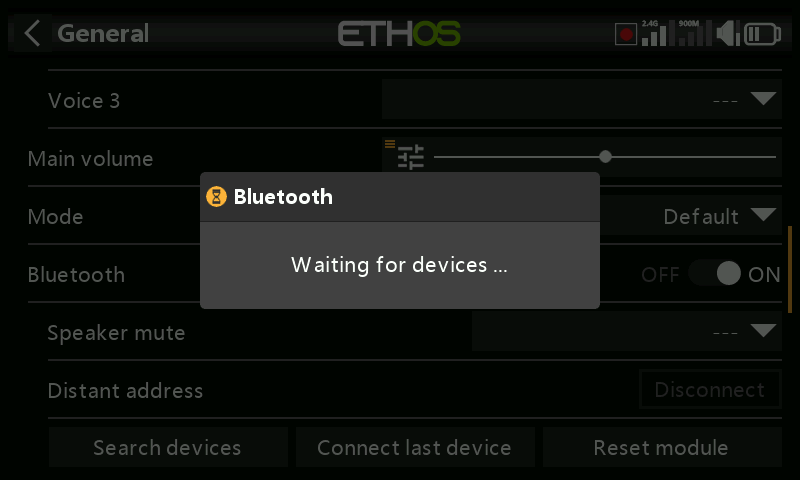 General
ETHOS
2.4G
900M
Voice 3
---
Main volume
Mode
Default
Bluetooth
Waiting for devices ...
Bluetooth
OFF
ON
Speaker mute
---
Distant address
Disconnect
Search devices
Connect last device
Reset module